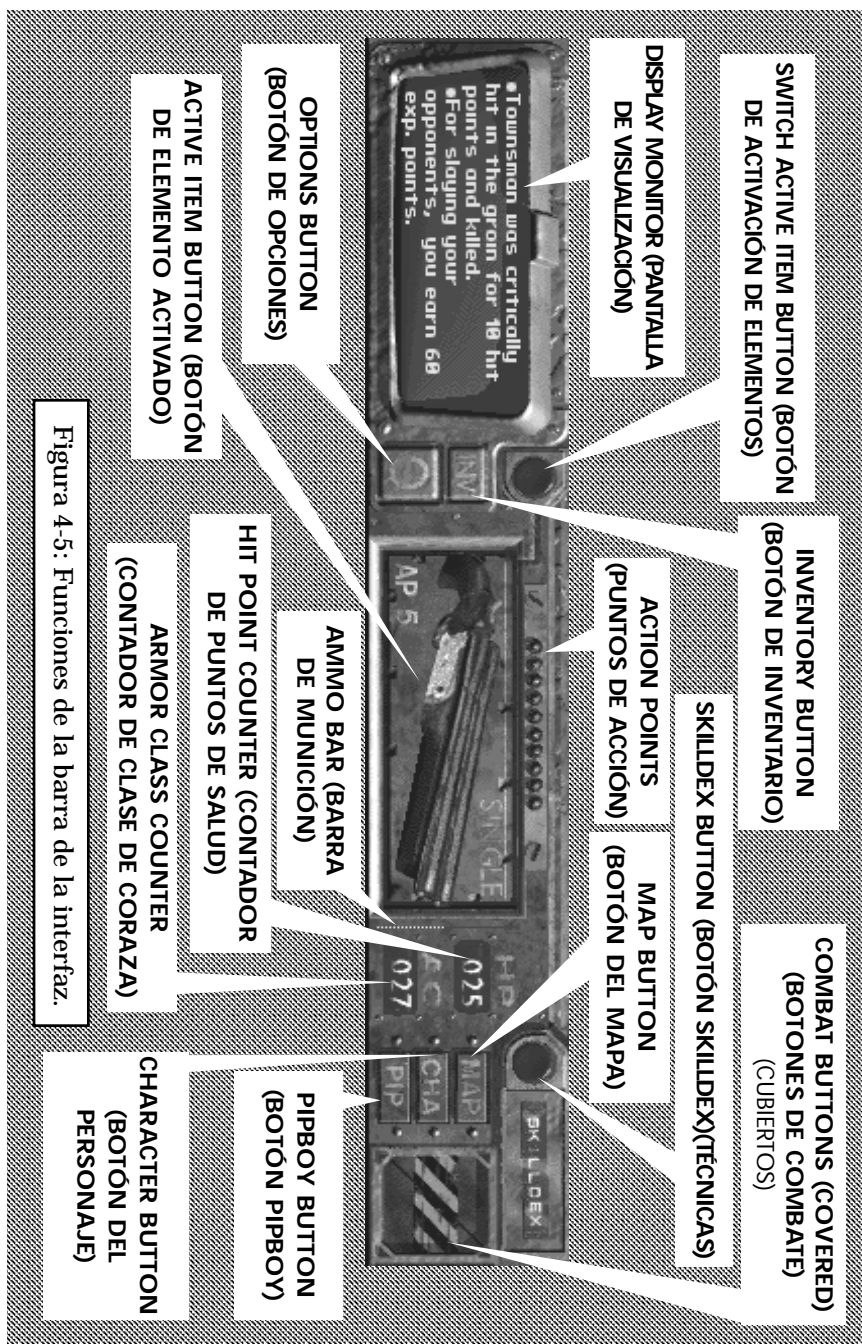 SWITCH ACTIVE ITEM BUTTON (BOTÓN
DE ACTIVACIÓN DE ELEMENTOS)
INVENTORY BUTTON
(BOTÓN DE INVENTARIO)
SKILLDEX BUTTON (BOTÓN SKILLDEX)(TÉCNICAS)
COMBAT BUTTONS (COVERED)
(BOTONES DE COMBATE)
(CUBIERTOS)
DISPLAY MONITOR (PANTALLA
DE VISUALIZACIÓN)
ACTION POINTS
(PUNTOS DE ACCIÓN)
MAP BUTTON
(BOTÓN DEL MAPA)
•Townsman was critically
hit in the groin for 10 hit
points and killed.
•For slaying your
opponents, you earn 60
exp. points.
INV
AP 5
SINGLE
HP
025
AC
027
MAP
CHA
PIP
SKILLDEX
OPTIONS BUTTON
(BOTÓN DE OPCIONES)
ACTIVE ITEM BUTTON (BOTÓN
DE ELEMENTO ACTIVADO)
AMMO BAR (BARRA
DE MUNICIÓN)
HIT POINT COUNTER (CONTADOR
DE PUNTOS DE SALUD)
ARMOR CLASS COUNTER
(CONTADOR DE CLASE DE CORAZA)
PIPBOY BUTTON
(BOTÓN PIPBOY)
CHARACTER BUTTON
(BOTÓN DEL
PERSONAJE)
Figura 4-5: Funciones de la barra de la interfaz.